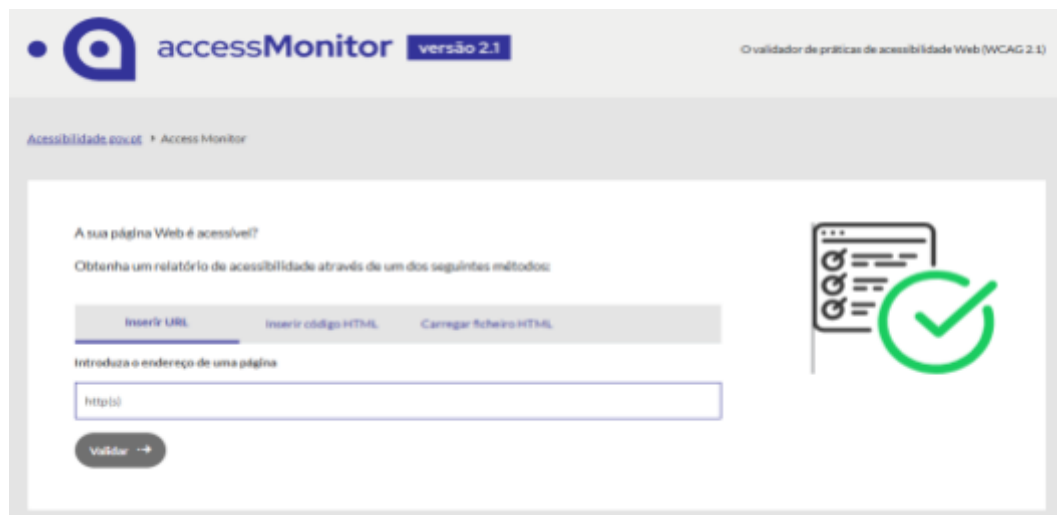 accessMonitor versão 2.1
O validador de práticas de acessibilidade Web (WCAG 2.1)
Acessibilidade.gov.pt ‣ Access Monitor
A sua página Web é acessível?
Obtenha um relatório de acessibilidade através de um dos seguintes métodos:
Inserir URL Inserir código HTML Carregar ficheiro HTML
Introduza o endereço de uma página
http(s)
Validar →